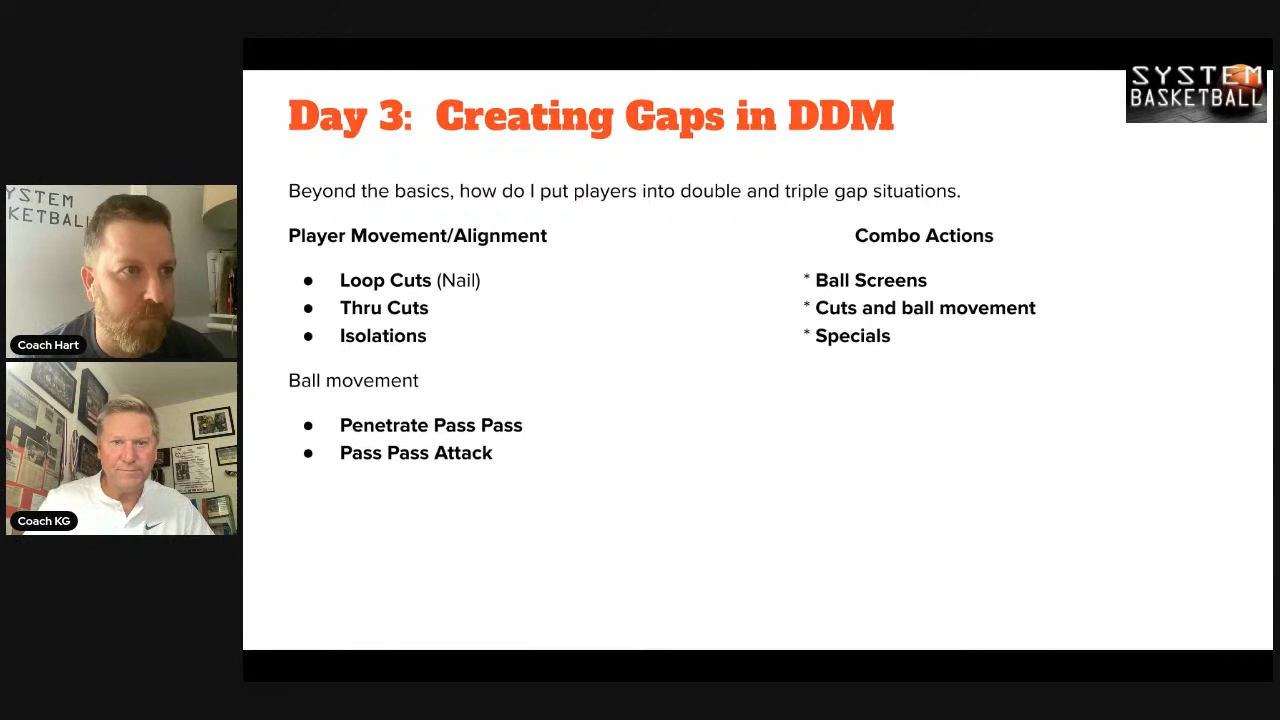 Day 3: Creating Gaps in DDM
SYSTEM
BASKETBALL
Beyond the basics, how do I put players into double and triple gap situations.
Player Movement/Alignment
● Loop Cuts (Nail)
● Thru Cuts
● Isolations
Ball movement
● Penetrate Pass Pass
● Pass Pass Attack
Combo Actions
* Ball Screens
* Cuts and ball movement
* Specials
YSTEM
KETBALL
Coach Hart
Coach KG